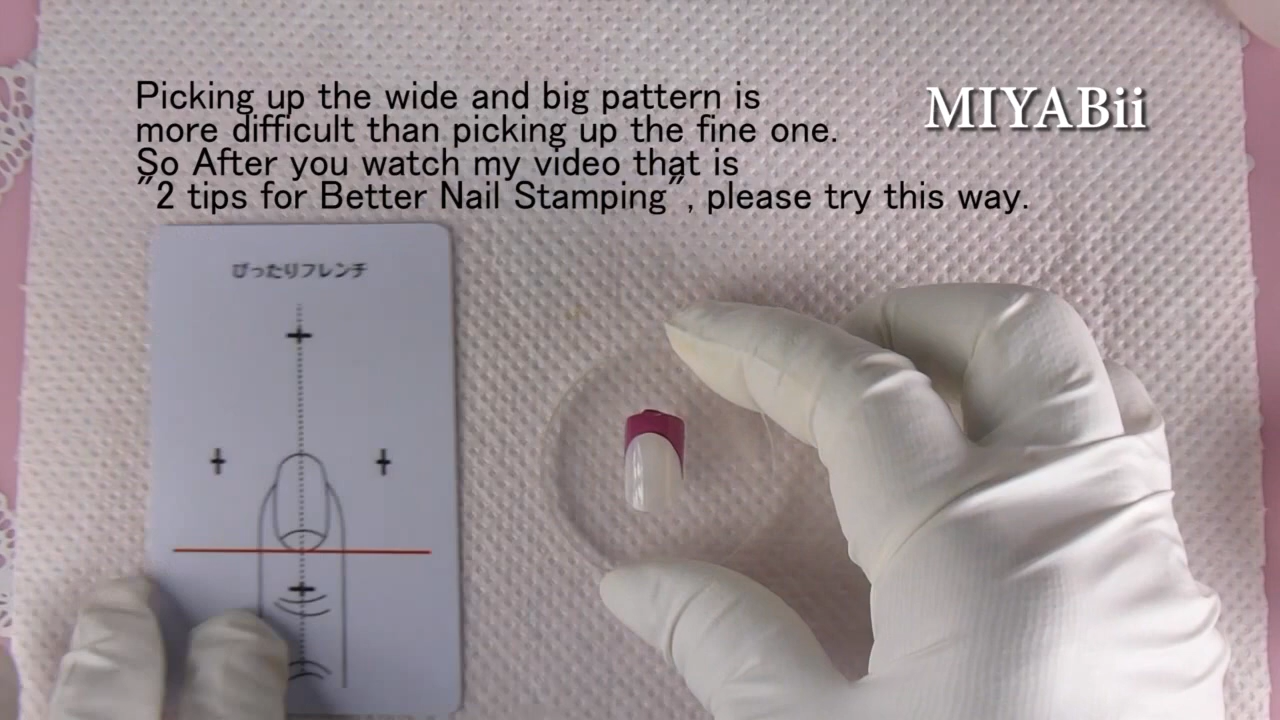 Picking up the wide and big pattern is
more difficult than picking up the fine one.
So After you watch my video that is
"2 tips for Better Nail Stamping", please try this way.
MIYABii
ぴったりフレンチ